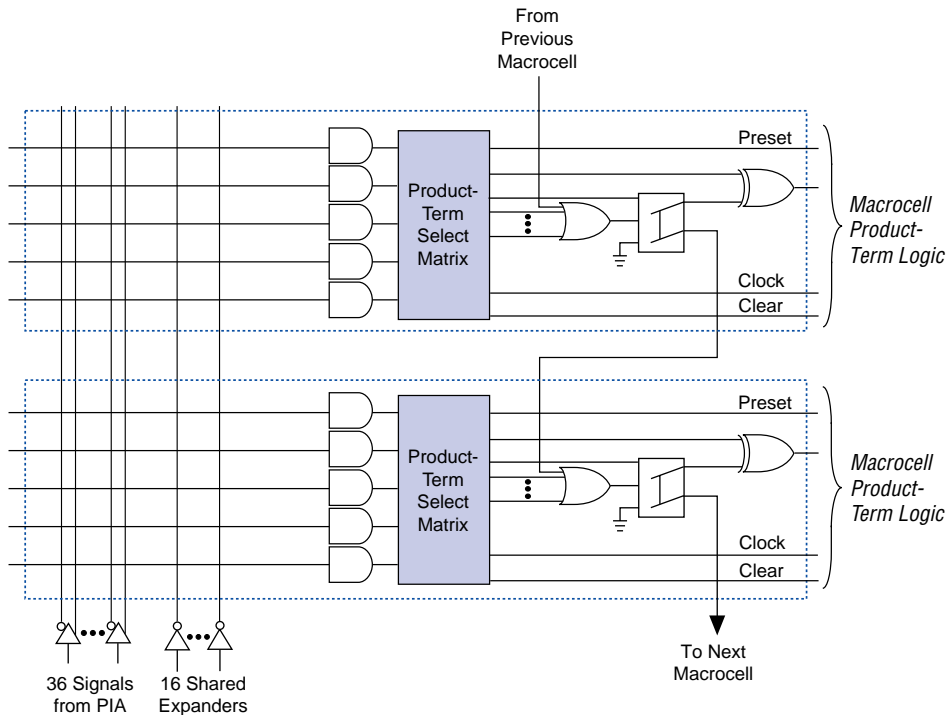 From
Previous
Macrocell
Preset
Product-
Term
Select
Matrix
Macrocell
Product-
Term Logic
Clock
Clear
Preset
Product-
Term
Select
Matrix
Macrocell
Product-
Term Logic
Clock
Clear
36 Signals
from PIA
16 Shared
Expanders
To Next
Macrocell